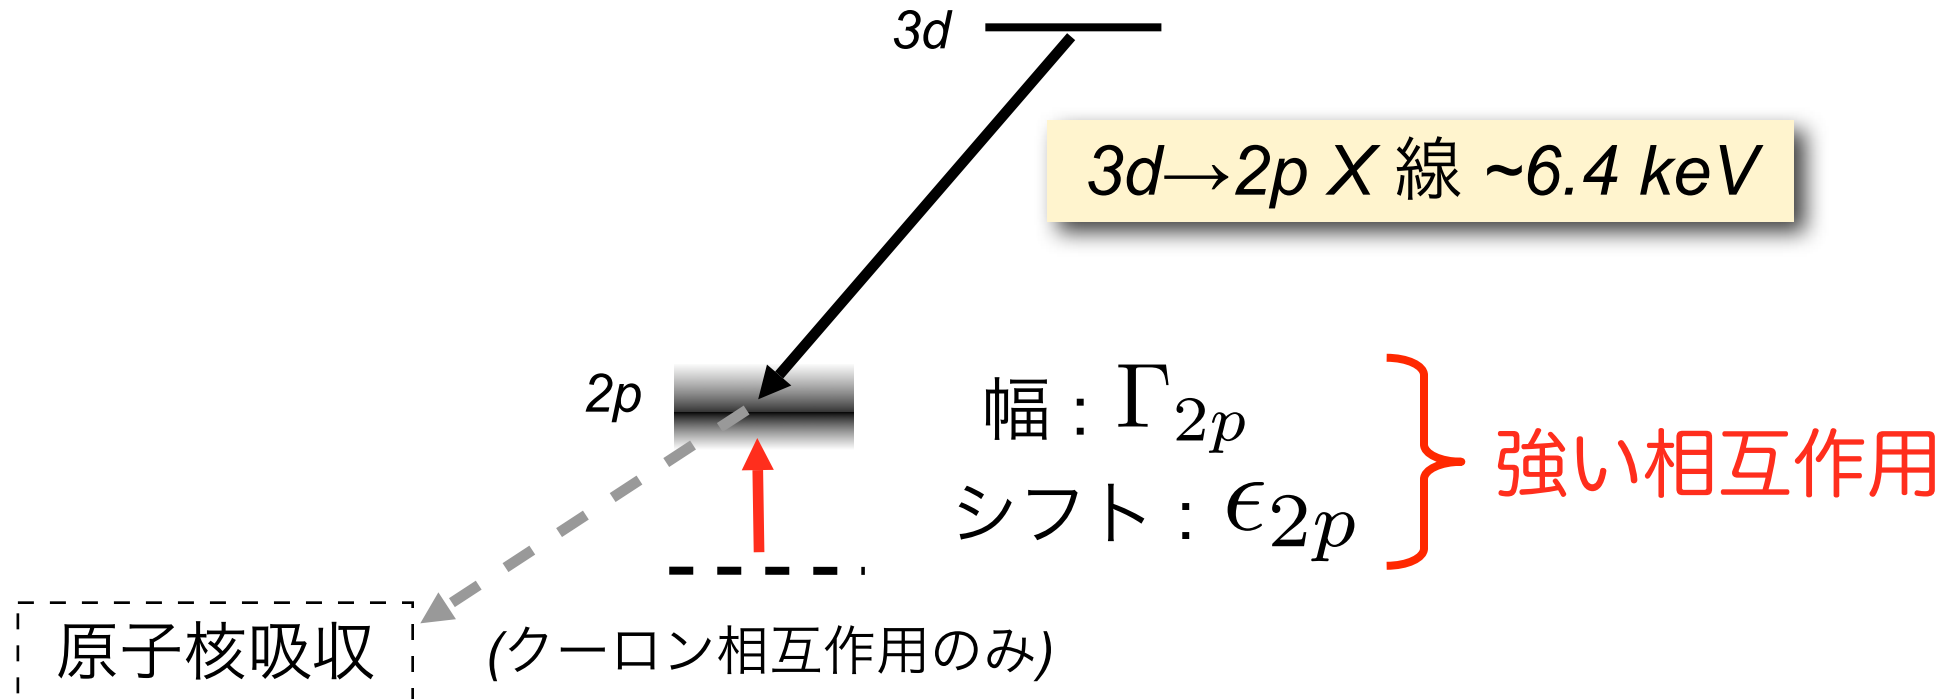 3d
3d→2p X 線 ~6.4 keV
2p
幅 : Γ2p
シフト : ϵ2p
強い相互作用
原子核吸収
(クーロン相互作用のみ)